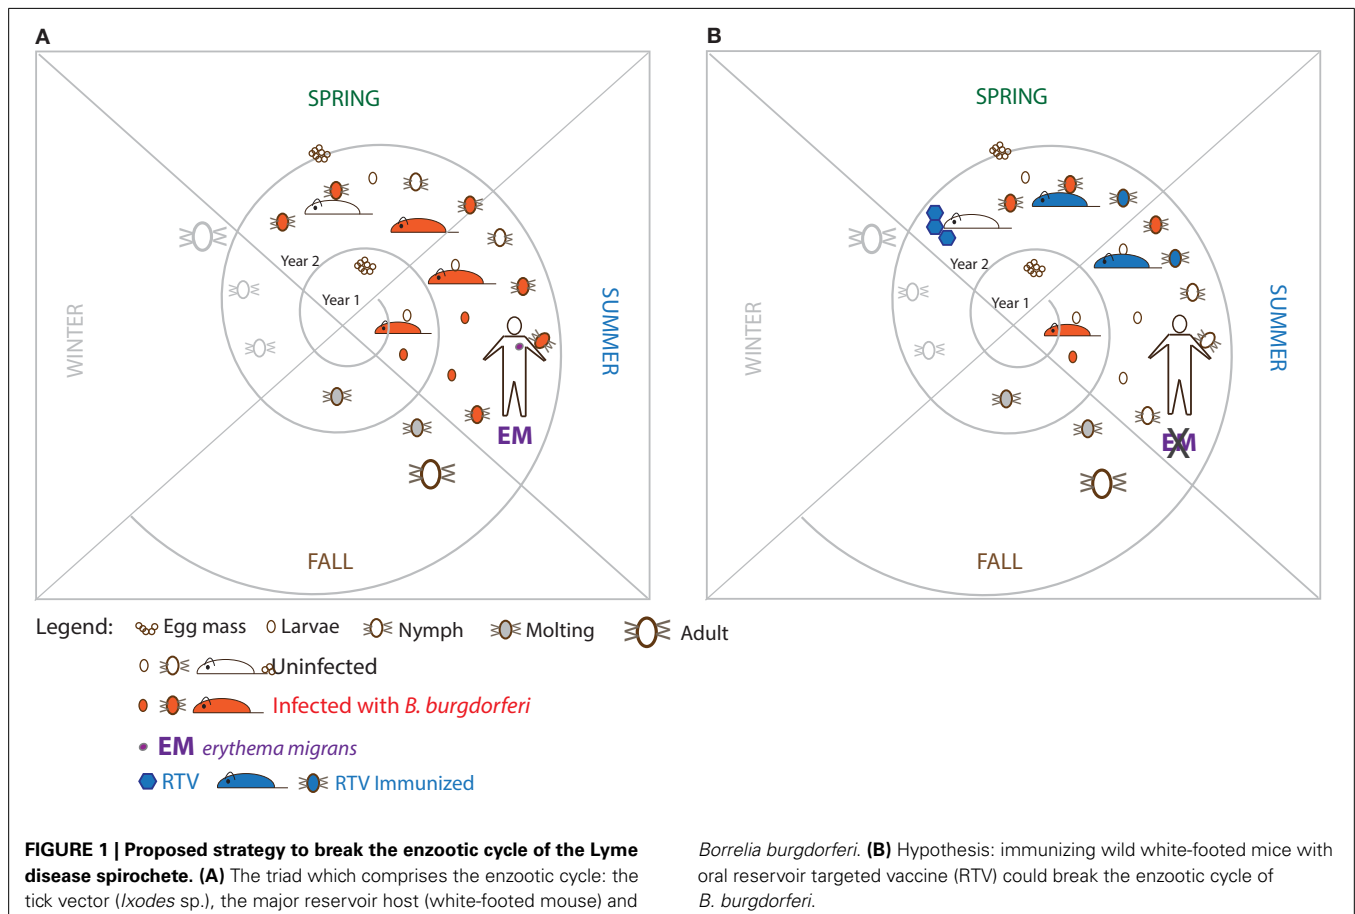 A
SPRING
Year 2
Year 1
WINTER
SUMMER
EM
FALL
B
SPRING
Year 2
Year 1
WINTER
SUMMER
EM
X
FALL
Legend: Egg mass Larvae Nymph Molting Adult
Uninfected
Infected with B. burgdorferi
EM erythema migrans
RTV RTV Immunized
FIGURE 1 | Proposed strategy to break the enzootic cycle of the Lyme
disease spirochete. (A) The triad which comprises the enzootic cycle: the
tick vector (Ixodes sp.), the major reservoir host (white-footed mouse) and
Borrelia burgdorferi. (B) Hypothesis: immunizing wild white-footed mice with
oral reservoir targeted vaccine (RTV) could break the enzootic cycle of
B. burgdorferi.